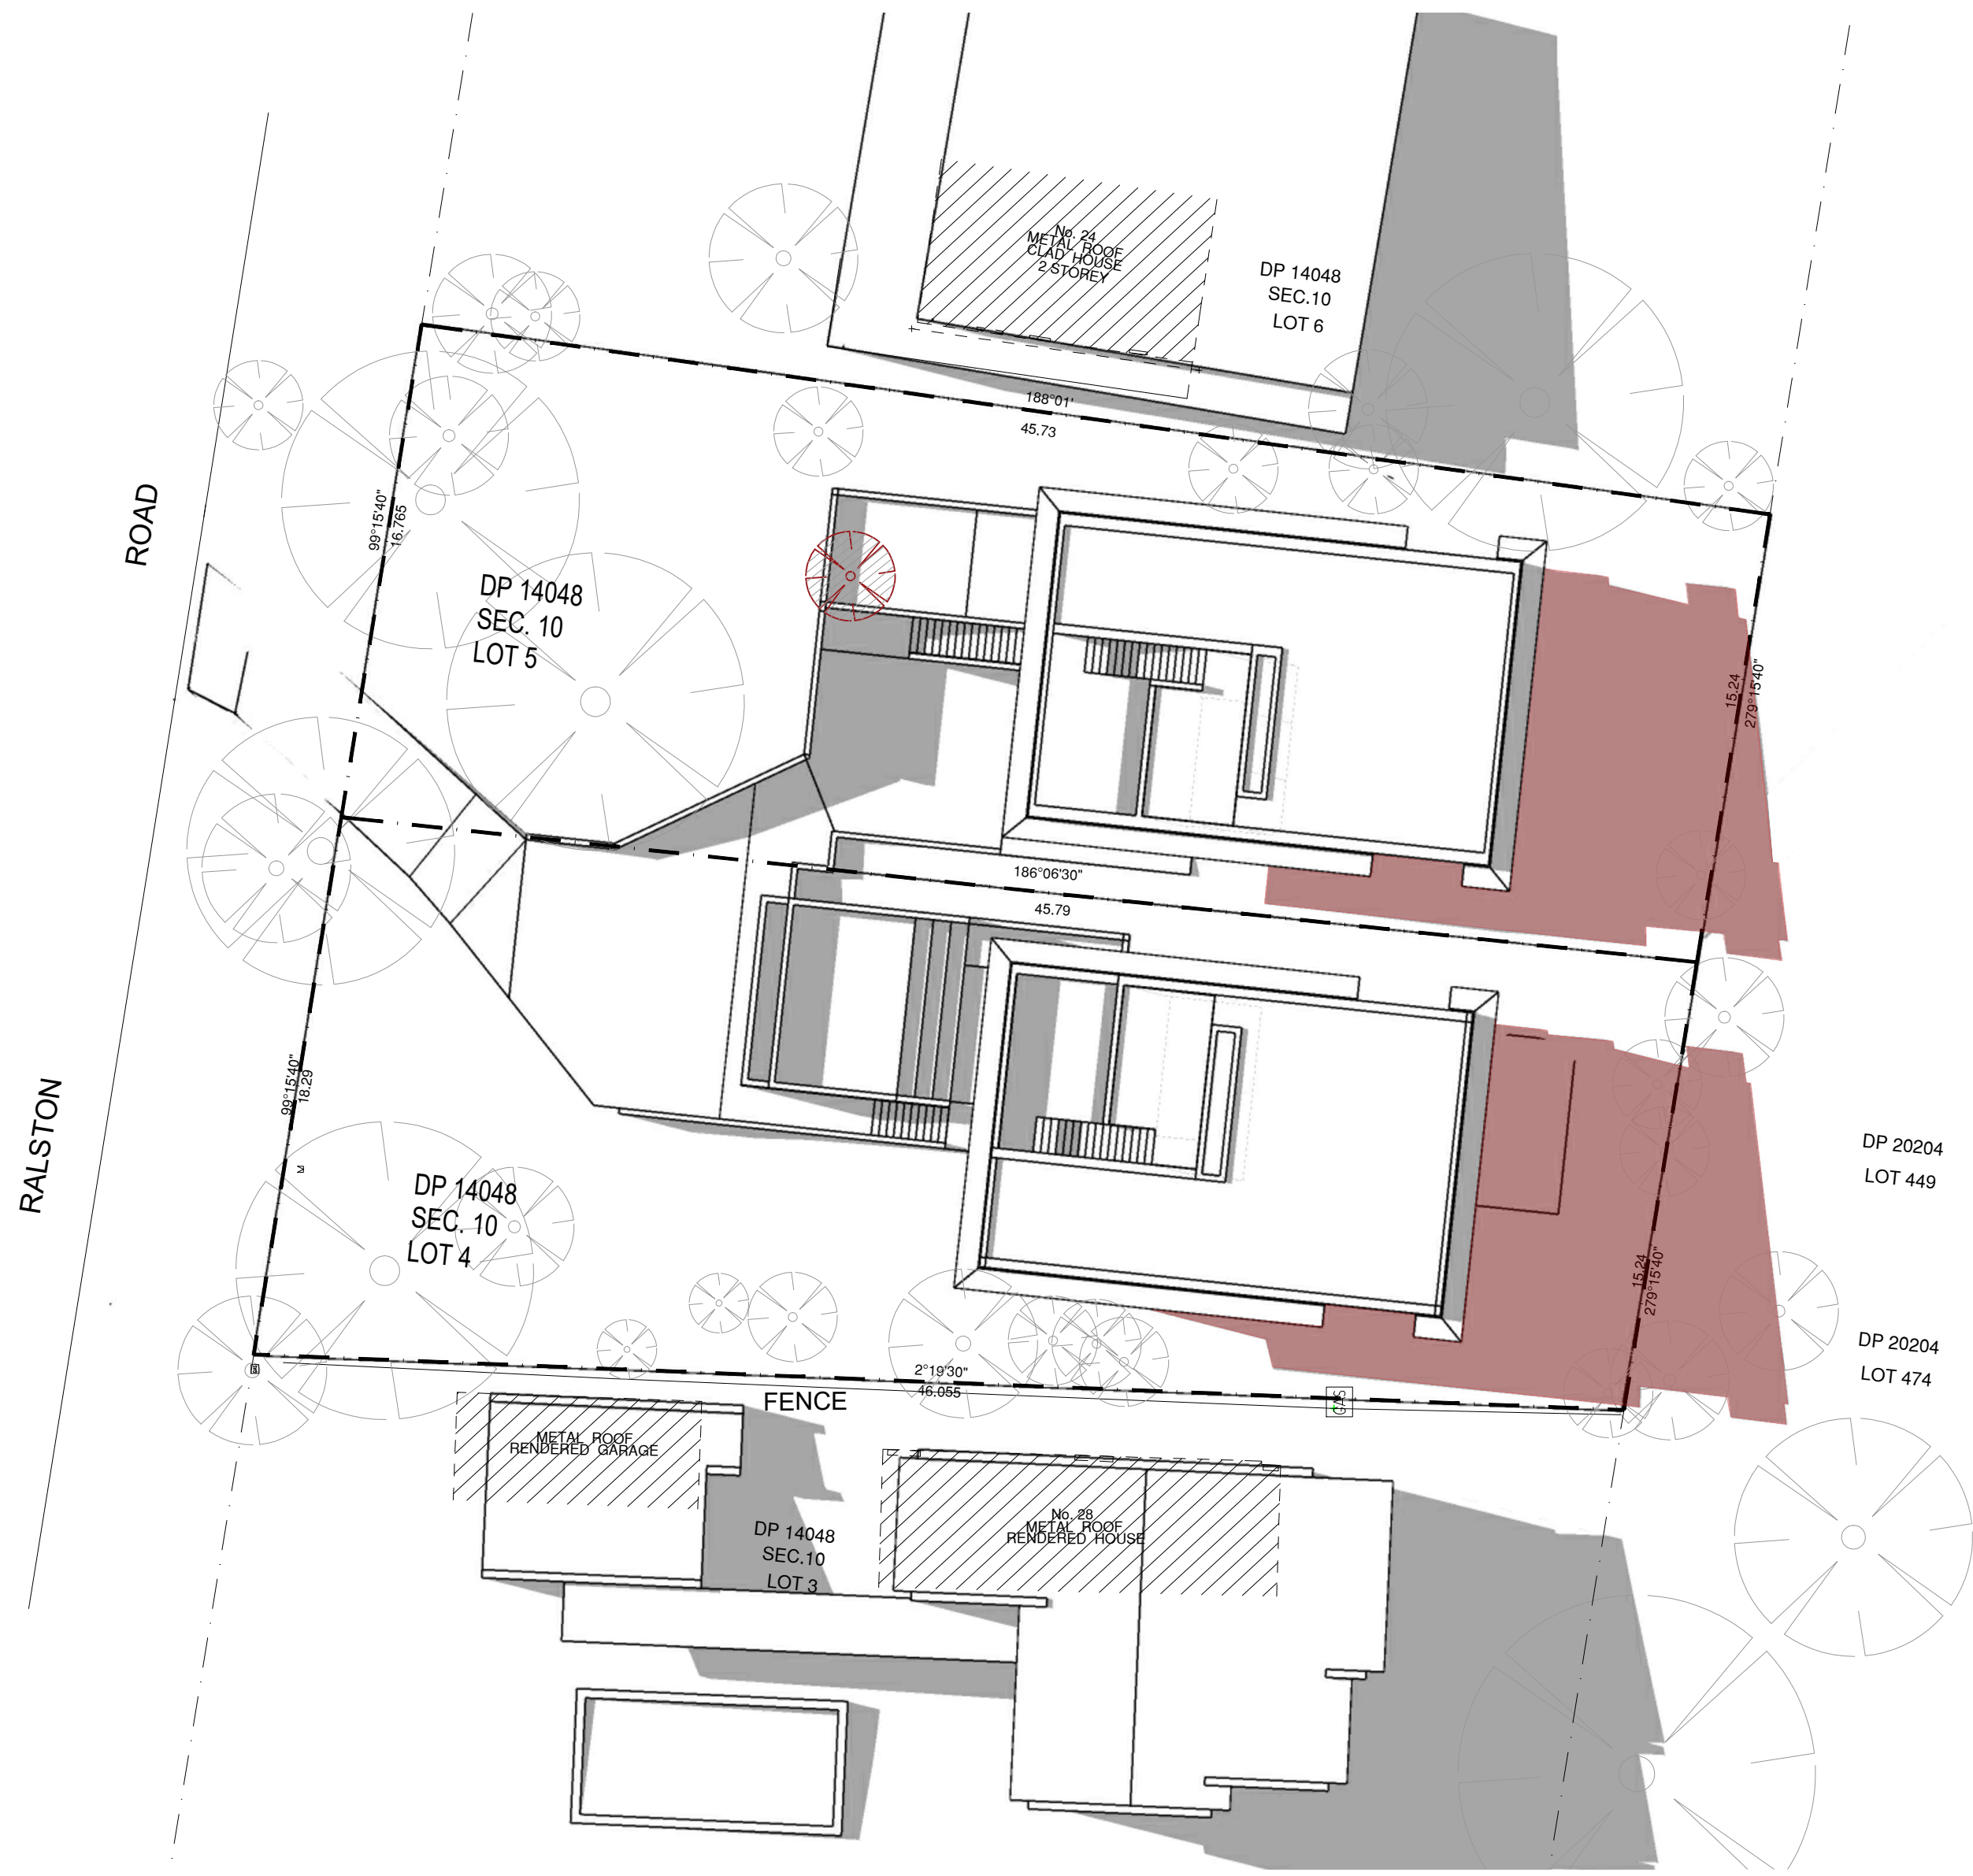 No. 24
METAL ROOF
CLAD HOUSE
2 STOREY
DP 14048
SEC.10
LOT 6
188°01'
45.73
ROAD
99°15'40"
16.765
DP 14048
SEC. 10
LOT 5
15.24
279°15'40"
186°06'30"
45.79
RALSTON
99°15'40"
18.29
DP 14048
SEC. 10
LOT 4
DP 20204
LOT 449
15.24
279°15'40"
DP 20204
LOT 474
2°19'30"
46.055
FENCE
GAS
METAL ROOF
RENDERED GARAGE
No. 28
METAL ROOF
RENDERED HOUSE
DP 14048
SEC.10
LOT 3